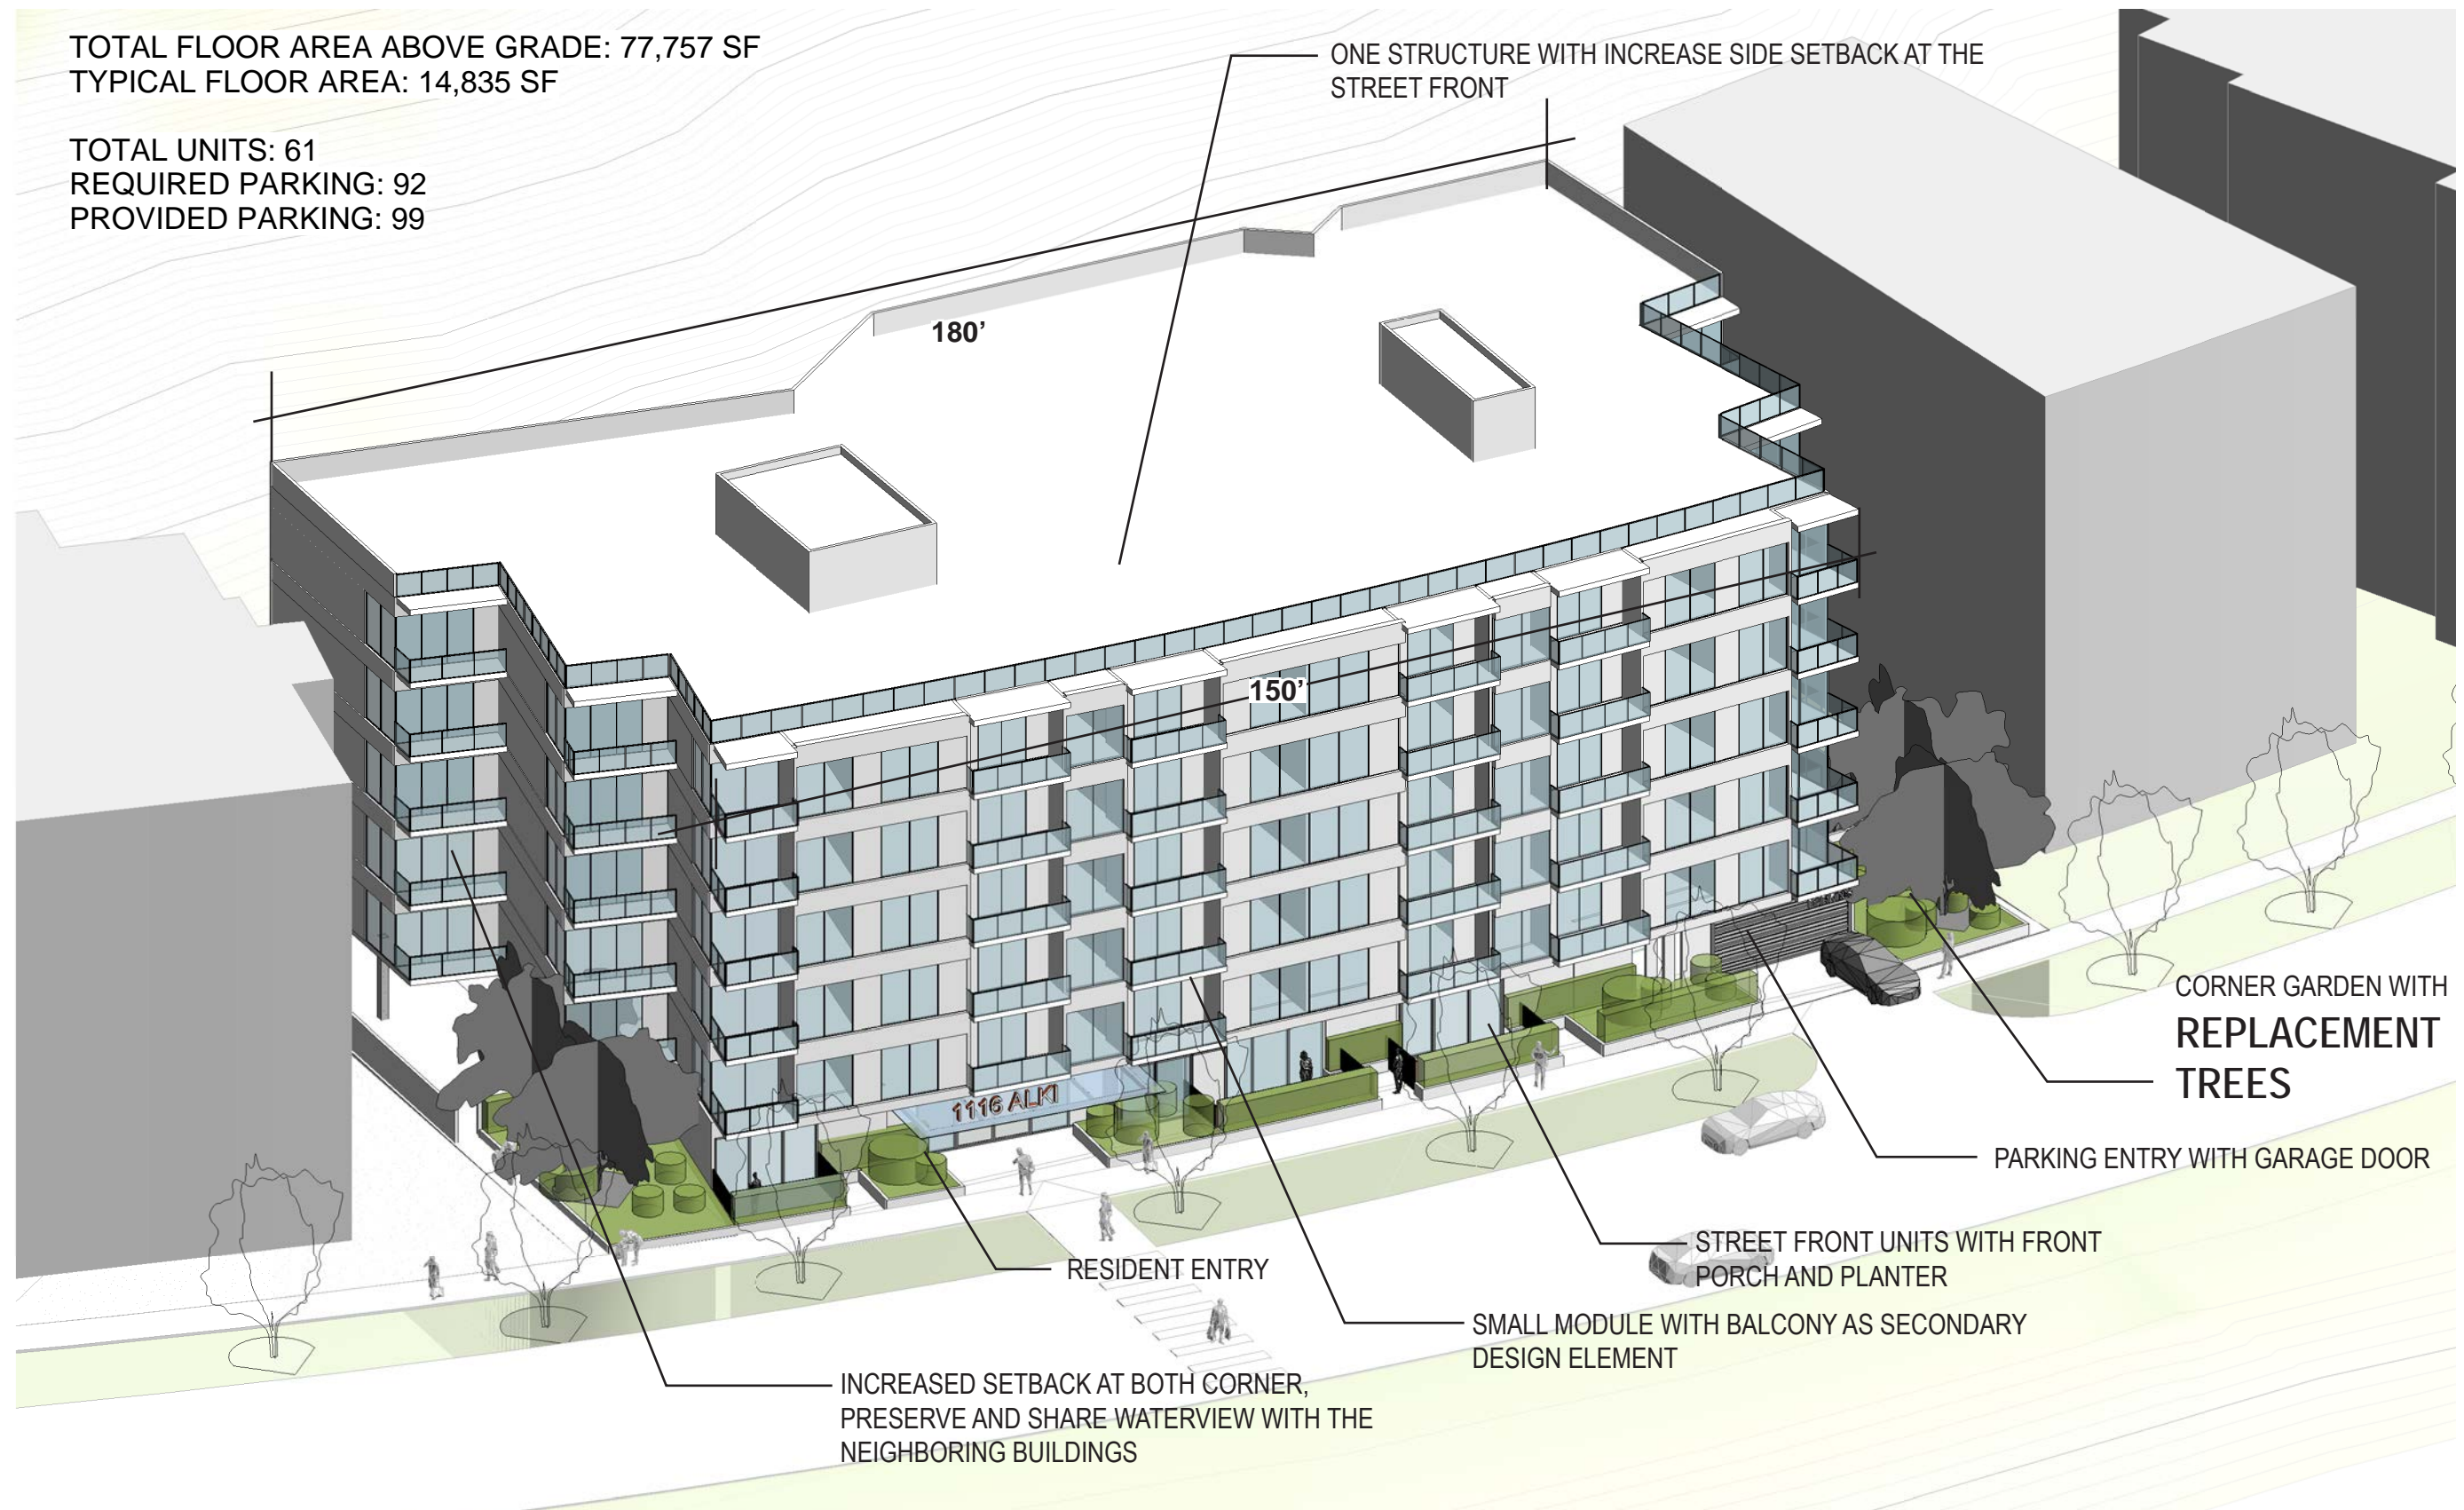 TOTAL FLOOR AREA ABOVE GRADE: 77,757 SF
TYPICAL FLOOR AREA: 14,835 SF
TOTAL UNITS: 61
REQUIRED PARKING: 92
PROVIDED PARKING: 99
ONE STRUCTURE WITH INCREASE SIDE SETBACK AT THE
STREET FRONT
180’
150’
1116 ALKI
CORNER GARDEN WITH
REPLACEMENT
TREES
PARKING ENTRY WITH GARAGE DOOR
STREET FRONT UNITS WITH FRONT
PORCH AND PLANTER
RESIDENT ENTRY
SMALL MODULE WITH BALCONY AS SECONDARY
DESIGN ELEMENT
INCREASED SETBACK AT BOTH CORNER,
PRESERVE AND SHARE WATERVIEW WITH THE
NEIGHBORING BUILDINGS